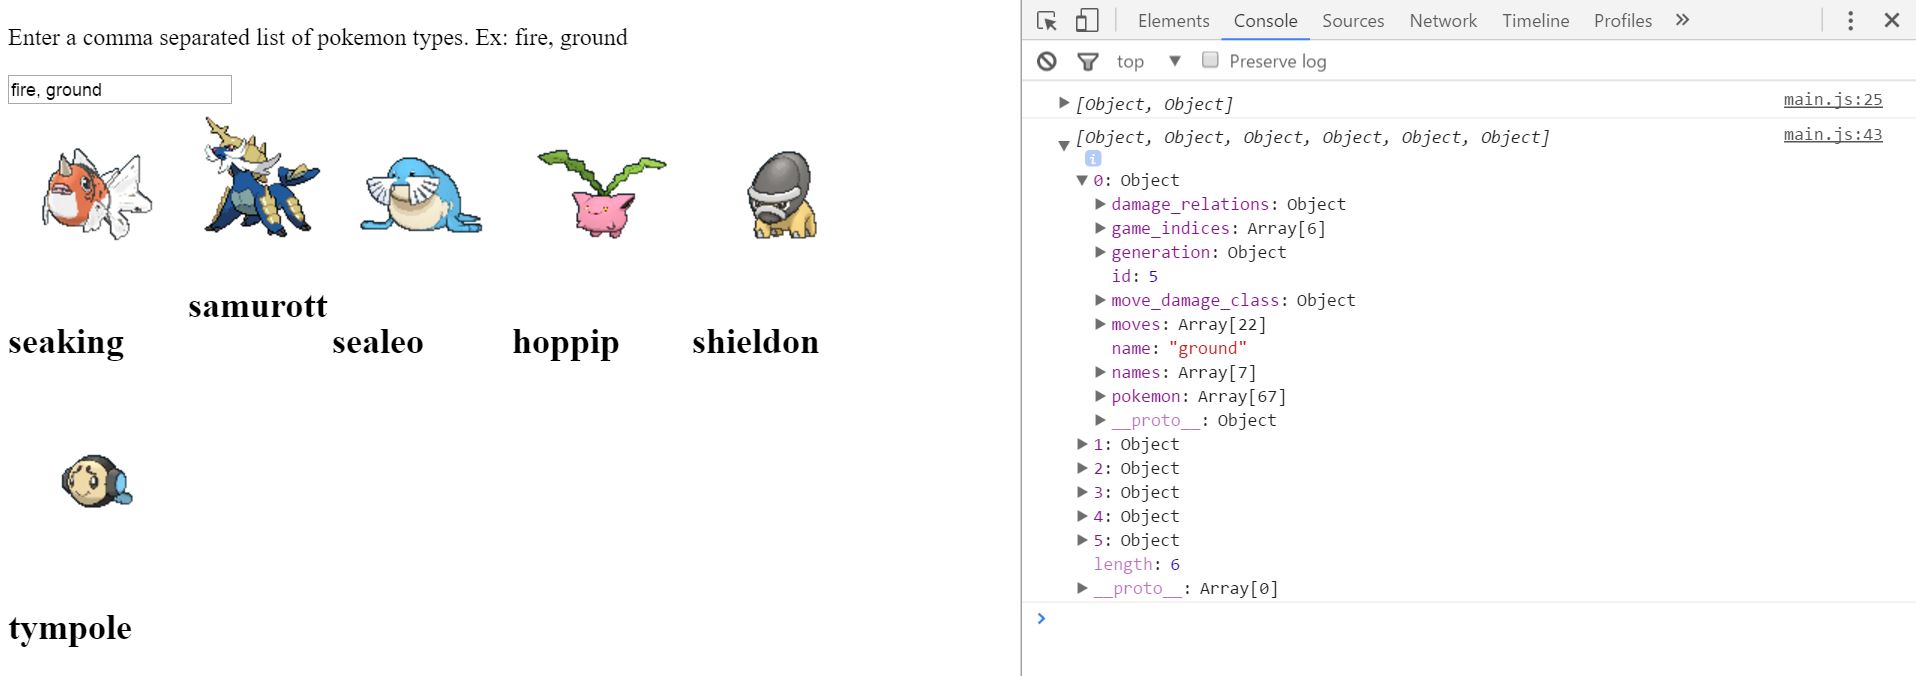 Enter a comma separated list of pokemon types. Ex: fire, ground
fire, ground
samurott
seaking sealeo hoppip shieldon
tympole
Elements Console Sources Network Timeline Profiles »
top ▼ Preserve log
▶ [Object, Object] main.js:25
▼ [Object, Object, Object, Object, Object, Object] main.js:43
i
▼ 0: Object
▶ damage_relations: Object
▶ game_indices: Array[6]
▶ generation: Object
id: 5
▶ move_damage_class: Object
▶ moves: Array[22]
name: "ground"
▶ names: Array[7]
▶ pokemon: Array[67]
▶ __proto__: Object
▶ 1: Object
▶ 2: Object
▶ 3: Object
▶ 4: Object
▶ 5: Object
length: 6
▶ __proto__: Array[0]
>